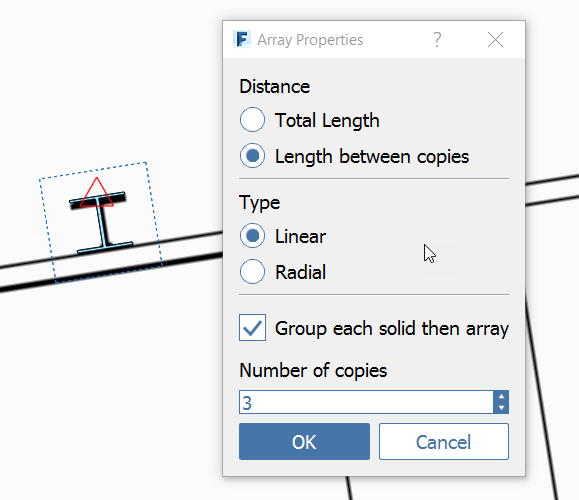 Array Properties
Distance
Total Length
Length between copies
Type
Linear
Radial
Group each solid then array
Number of copies
3
OK
Cancel